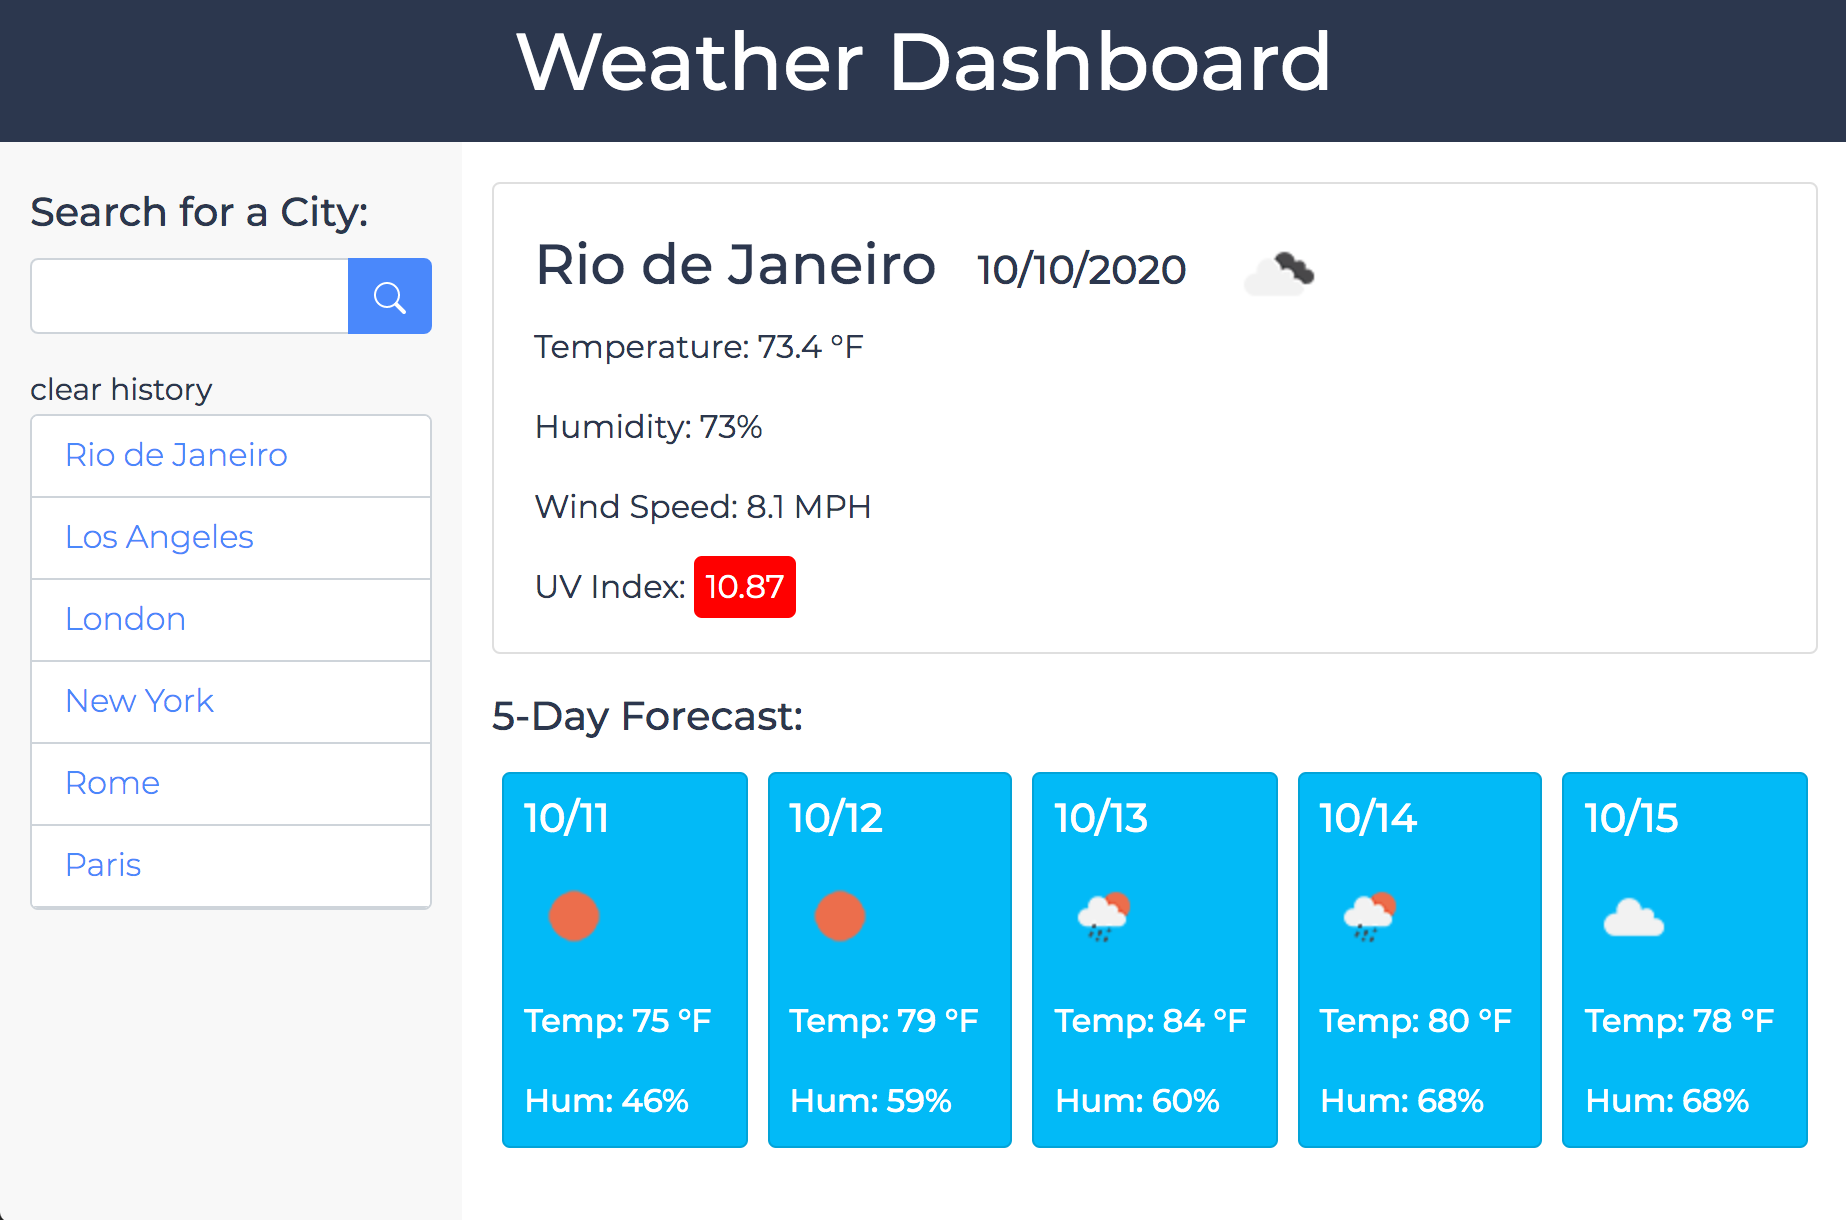 Weather Dashboard
Search for a City:
clear history
Rio de Janeiro
Los Angeles
London
New York
Rome
Paris
Rio de Janeiro 10/10/2020
Temperature: 73.4 °F
Humidity: 73%
Wind Speed: 8.1 MPH
UV Index: 10.87
5-Day Forecast:
10/11
Temp: 75 °F
Hum: 46%
10/12
Temp: 79 °F
Hum: 59%
10/13
Temp: 84 °F
Hum: 60%
10/14
Temp: 80 °F
Hum: 68%
10/15
Temp: 78 °F
Hum: 68%